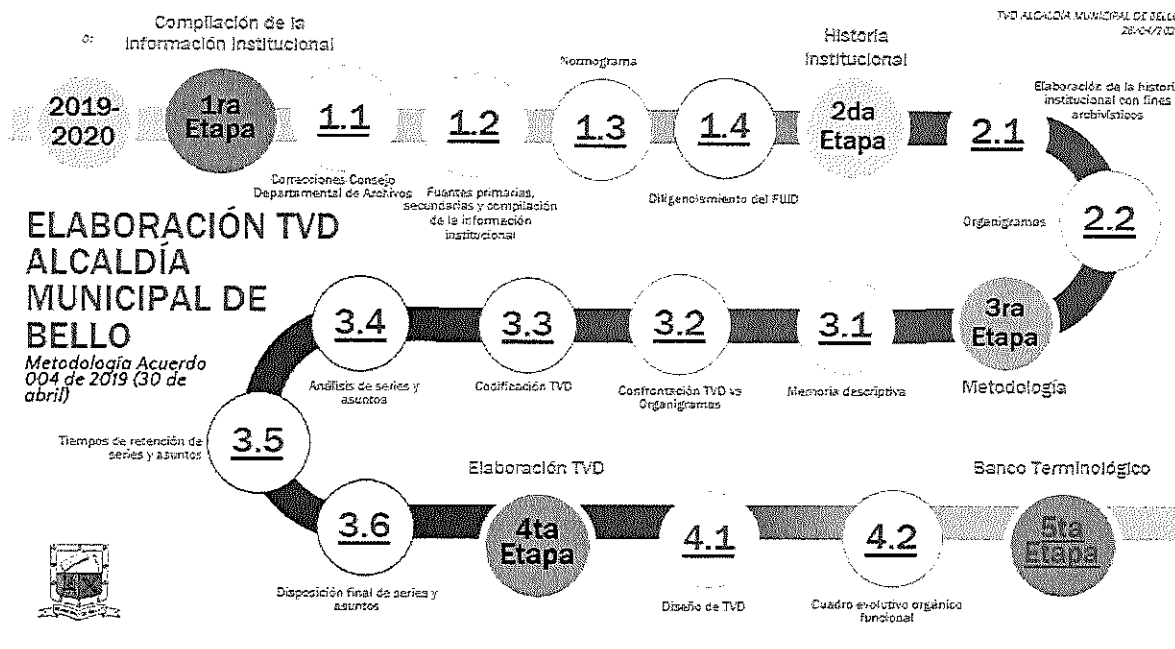 TVD ALCALDÍA MUNICIPAL DE BELLO
Compilación de la
información institucional
2019-
2020
1ra
Etapa
1.1
Correcciones Consejo
Departamental de Archivos
1.2
Fuentes primarias,
secundarias y compilación
de la información
institucional
Normograma
1.3
1.4
Diligenciamiento del FUID
Historia
institucional
2da
Etapa
2.1
Elaboración de la histori
institucional con fines
archivísticos
Organigramas
2.2
ELABORACIÓN TVD
ALCALDÍA
MUNICIPAL DE
BELLO
Metodología Acuerdo
004 de 2019 (30 de
abril)
3ra
Etapa
Metodología
3.1
Memoria descriptiva
3.2
Confrontación TVD vs
Organigramas
3.3
Codificación TVD
3.4
Análisis de series y
asuntos
3.5
Tiempos de retención de
series y asuntos
3.6
Disposición final de series y
asuntos
Elaboración TVD
4ta
Etapa
4.1
Diseño de TVD
4.2
Cuadro evolutivo orgánico
funcional
Banco Terminológico
5ta
Etapa